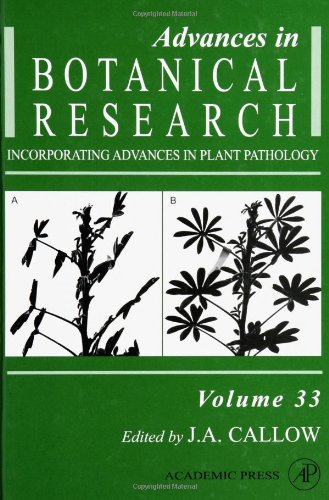 Advances in
BOTANICAL
RESEARCH
INCORPORATING ADVANCES IN PLANT PATHOLOGY
A B
Volume 33
Edited by J.A. CALLOW
ACADEMIC PRESS
AP